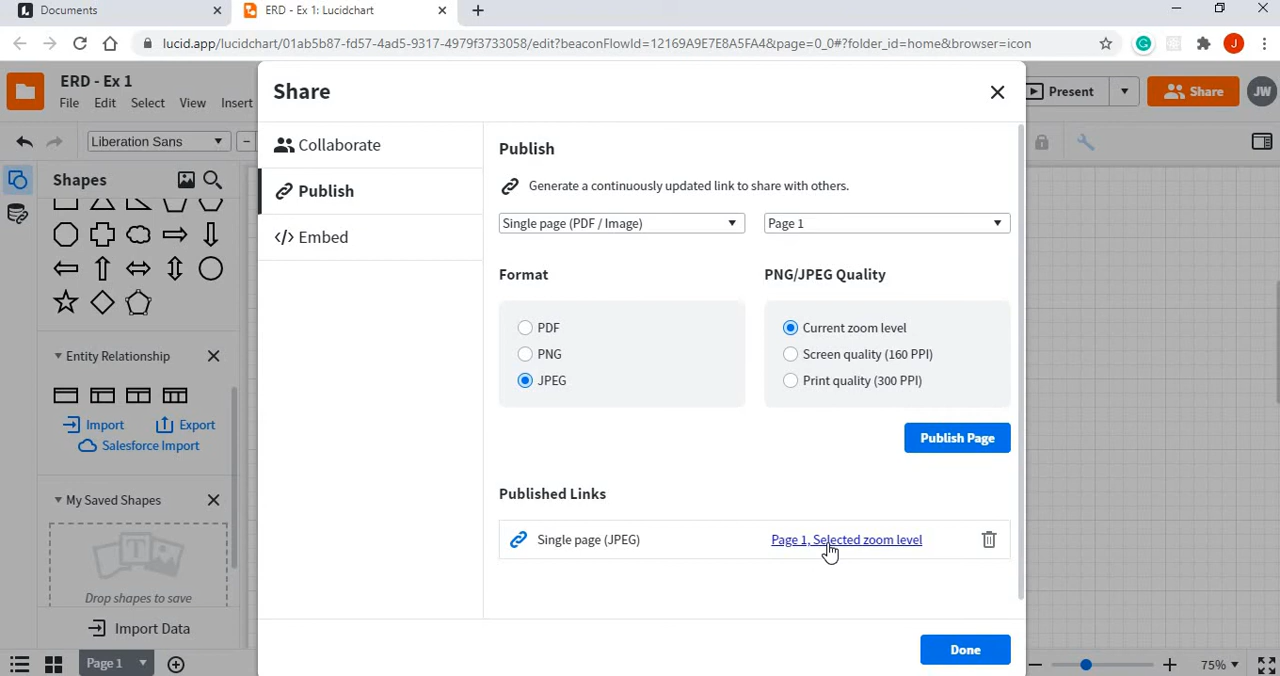 Documents
ERD - Ex 1: Lucidchart
lucid.app/lucidchart/01ab5b87-fd57-4ad5-9317-4979f3733058/edit?beaconFlowId=12169A9E7E8A5FA4&page=0_0#?folder_id=home&browser=icon
J
ERD - Ex 1
File Edit Select View Insert
Present
Share
JW
Liberation Sans
Shapes
Entity Relationship
Import Export
Salesforce Import
My Saved Shapes
Drop shapes to save
Import Data
Page 1
75%
Share
Collaborate
Publish
Embed
Publish
Generate a continuously updated link to share with others.
Single page (PDF / Image) Page 1
Format PNG/JPEG Quality
PDF Current zoom level
PNG Screen quality (160 PPI)
JPEG Print quality (300 PPI)
Publish Page
Published Links
Single page (JPEG) Page 1, Selected zoom level
Done